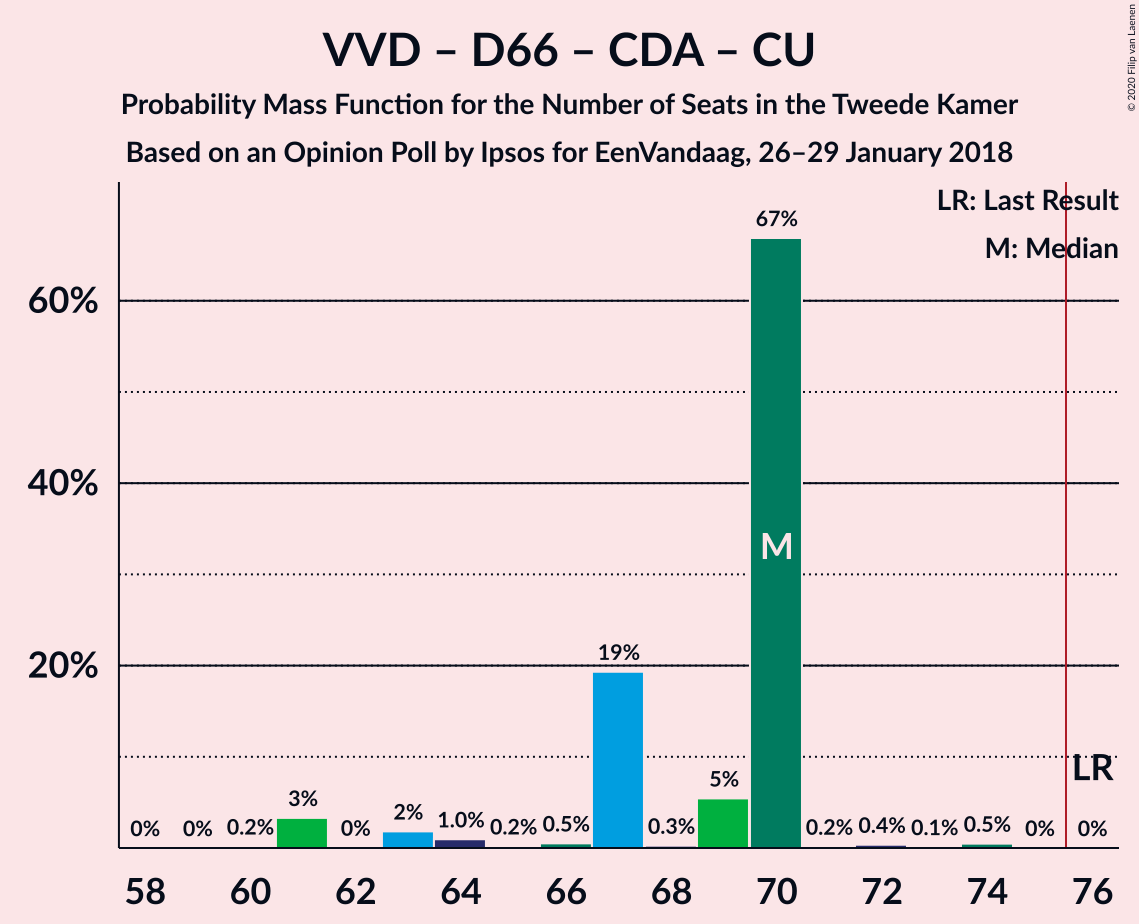 VVD – D66 – CDA – CU
Probability Mass Function for the Number of Seats in the Tweede Kamer
Based on an Opinion Poll by Ipsos for EenVandaag, 26–29 January 2018
© 2020 Filip van Laenen
LR: Last Result
M: Median
67%
60%
M
40%
19%
20%
LR
5%
3%
2%
0% 0% 0.2% 0% 1.0% 0.2% 0.5% 0.3% 0.2% 0.4% 0.1% 0.5% 0% 0%
58 60 62 64 66 68 70 72 74 76